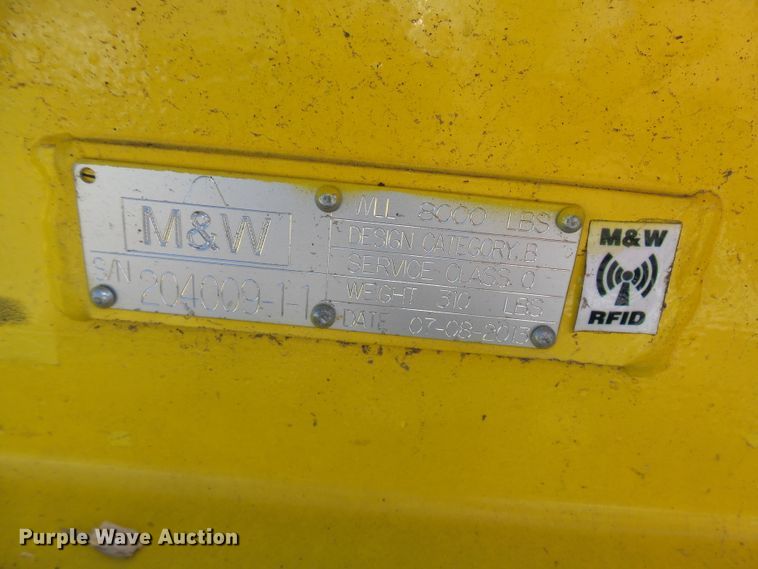 M&W
S/N 204009-1-1
WLL 8000 LBS
DESIGN CATEGORY B
SERVICE CLASS 0
WEIGHT 310 LBS
DATE 07-08-2013
M&W
RFID
Purple Wave Auction